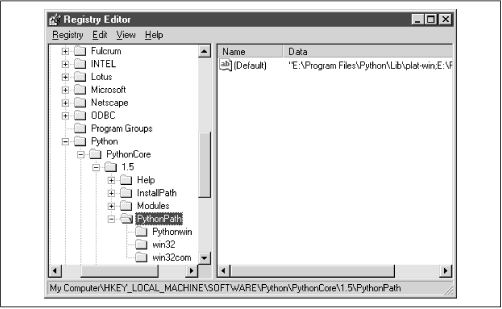 Registry Editor
Registry Edit View Help
Fulcrum
INTEL
Lotus
Microsoft
Netscape
ODBC
Program Groups
Python
PythonCore
1.5
Help
InstallPath
Modules
PythonPath
Pythonwin
win32
win32com
Name Data
ab (Default) "E:\Program Files\Python\Lib\plat-win;E:\F
My Computer\HKEY_LOCAL_MACHINE\SOFTWARE\Python\PythonCore\1.5\PythonPath